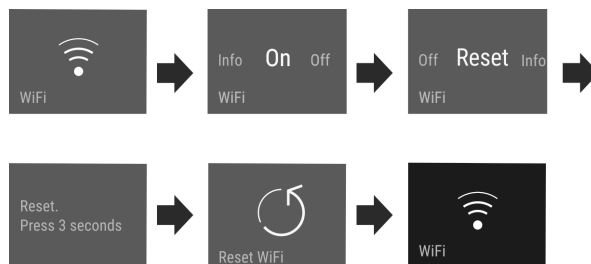 WiFi
Info On Off
WiFi
Off Reset Info
WiFi
Reset.
Press 3 seconds
Reset WiFi
WiFi